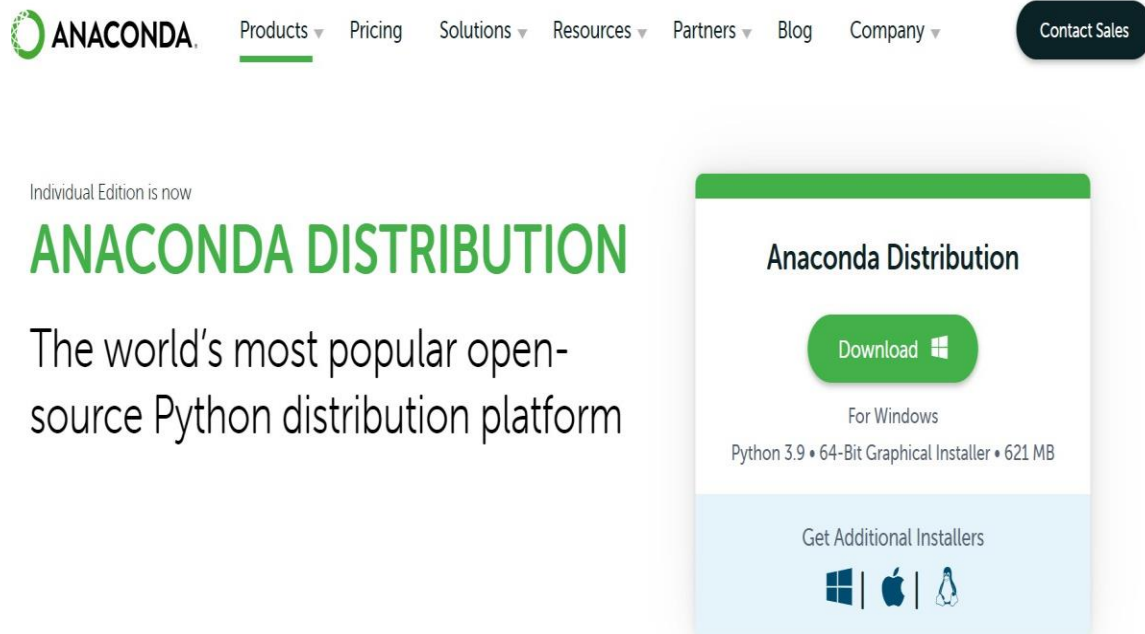 ANACONDA.
Products Pricing Solutions Resources Partners Blog Company Contact Sales
Individual Edition is now
ANACONDA DISTRIBUTION
The world's most popular open-
source Python distribution platform
Anaconda Distribution
Download
For Windows
Python 3.9 • 64-Bit Graphical Installer • 621 MB
Get Additional Installers